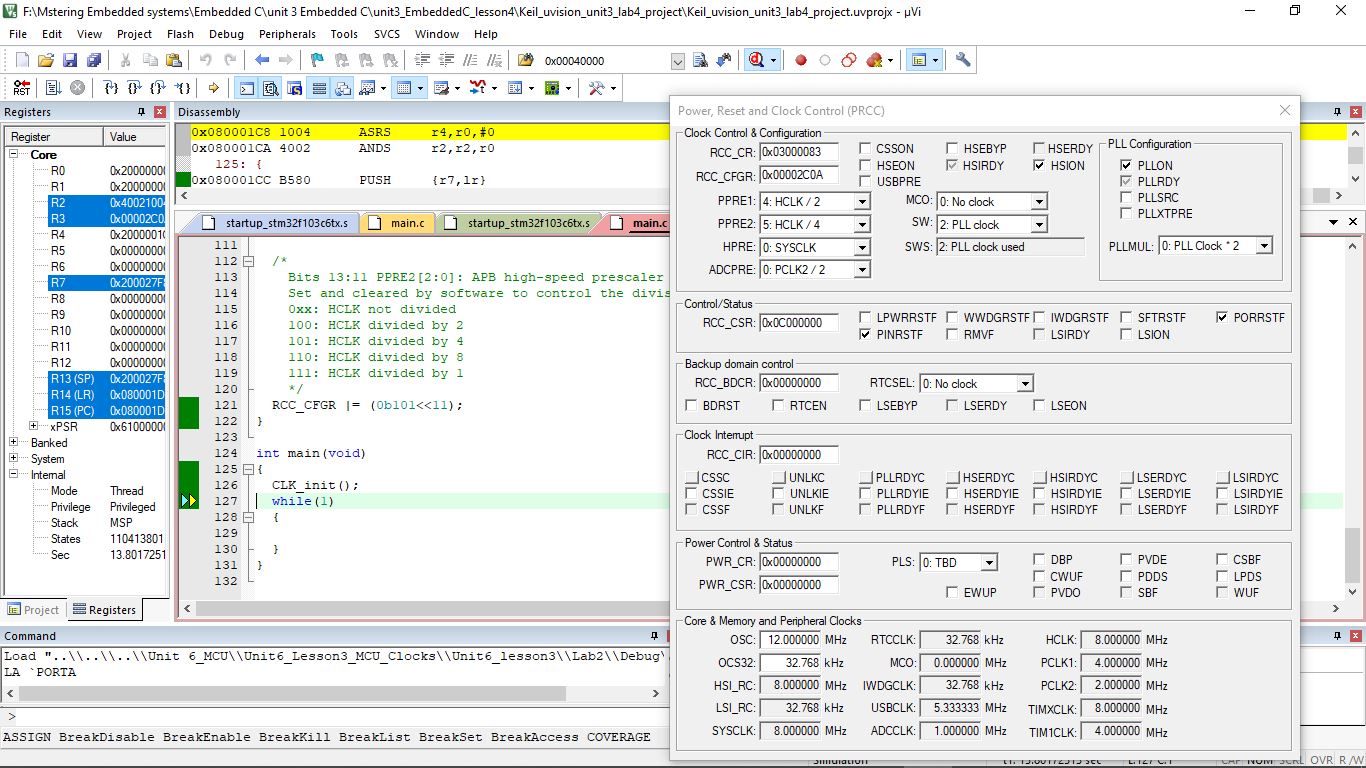 F:\Mstering Embedded systems\Embedded C\unit 3 Embedded C\unit3_EmbeddedC_lesson4\Keil_uvision_unit3_lab4_project\Keil_uvision_unit3_lab4_project.uvprojx - µVi
File Edit View Project Flash Debug Peripherals Tools SVCS Window Help
0x00040000
RST
Registers
Register Value
Core
R0 0x20000000
R1 0x20000000
R2 0x40021004
R3 0x00002C0
R4 0x00000000
R5 0x00000000
R6 0x00000000
R7 0x200027F8
R8 0x00000000
R9 0x00000000
R10 0x00000000
R11 0x00000000
R12 0x00000000
R13 (SP) 0x200027F8
R14 (LR) 0x080001D
R15 (PC) 0x080001D
xPSR 0x61000000
Banked
System
Internal
Mode Thread
Privilege Privileged
Stack MSP
States 110413801
Sec 13.8017251
Project Registers
Disassembly
0x080001C8 1004 ASRS r4,r0,#0
0x080001CA 4002 ANDS r2,r2,r0
125: {
0x080001CC B580 PUSH {r7,lr}
startup_stm32f103c6tx.s main.c startup_stm32f103c6tx.s main.c
111
112 /*
113 Bits 13:11 PPRE2[2:0]: APB high-speed prescaler
114 Set and cleared by software to control the divis
115 0xx: HCLK not divided
116 100: HCLK divided by 2
117 101: HCLK divided by 4
118 110: HCLK divided by 8
119 111: HCLK divided by 1
120 */
121 RCC_CFGR |= (0b101<<11);
122 }
123
124 int main(void)
125 {
126 CLK_init();
127 while(1)
128 {
129
130 }
131 }
132
Command
Load "..\\..\\..\\Unit 6_MCU\\Unit6_Lesson3_MCU_Clocks\\Unit6_lesson3\\Lab2\\Debug\
LA `PORTA
>
ASSIGN BreakDisable BreakEnable BreakKill BreakList BreakSet BreakAccess COVERAGE
Power, Reset and Clock Control (PRCC)
Clock Control & Configuration
RCC_CR: 0x03000083 CSSON HSEBYP HSERDY
HSEON HSIRDY HSION
RCC_CFGR: 0x00002C0A USBPRE
PPRE1: 4: HCLK / 2 MCO: 0: No clock
PPRE2: 5: HCLK / 4 SW: 2: PLL clock
HPRE: 0: SYSCLK SWS: 2: PLL clock used
ADCPRE: 0: PCLK2 / 2
PLL Configuration
PLLON
PLLRDY
PLLSRC
PLLXTPRE
PLLMUL: 0: PLL Clock * 2
Control/Status
RCC_CSR: 0x0C000000 LPWRRSTF WWDGRSTF IWDGRSTF SFTRSTF PORRSTF
PINRSTF RMVF LSIRDY LSION
Backup domain control
RCC_BDCR: 0x00000000 RTCSEL: 0: No clock
BDRST RTCEN LSEBYP LSERDY LSEON
Clock Interrupt
RCC_CIR: 0x00000000
CSSC UNLKC PLLRDYC HSERDYC HSIRDYC LSERDYC LSIRDYC
CSSIE UNLKIE PLLRDYIE HSERDYIE HSIRDYIE LSERDYIE LSIRDYIE
CSSF UNLKF PLLRDYF HSERDYF HSIRDYF LSERDYF LSIRDYF
Power Control & Status
PWR_CR: 0x00000000 PLS: 0: TBD DBP PVDE CSBF
CWUF PDDS LPDS
PWR_CSR: 0x00000000 EWUP PVDO SBF WUF
Core & Memory and Peripheral Clocks
OSC: 12.000000 MHz RTCCLK: 32.768 kHz HCLK: 8.000000 MHz
OCS32: 32.768 kHz MCO: 0.000000 MHz PCLK1: 4.000000 MHz
HSI_RC: 8.000000 MHz IWDGCLK: 32.768 kHz PCLK2: 2.000000 MHz
LSI_RC: 32.768 kHz USBCLK: 5.333333 MHz TIMXCLK: 8.000000 MHz
SYSCLK: 8.000000 MHz ADCCLK: 1.000000 MHz TIM1CLK: 4.000000 MHz
Simulation t1: 13.80172513 sec L:127 C:1 CAP NUM SCRL OVR R/W